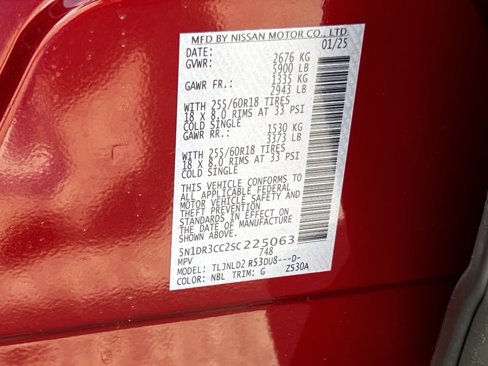 MFD BY NISSAN MOTOR CO., LTD.
DATE: 01/25
GVWR: 2676 KG
5900 LB
GAWR FR.: 1335 KG
2943 LB
WITH 255/60R18 TIRES
18 X 8.0 RIMS AT 33 PSI
COLD SINGLE
GAWR RR.: 1530 KG
3373 LB
WITH 255/60R18 TIRES
18 X 8.0 RIMS AT 33 PSI
COLD SINGLE
THIS VEHICLE CONFORMS TO
ALL APPLICABLE FEDERAL
MOTOR VEHICLE SAFETY AND
THEFT PREVENTION
STANDARDS IN EFFECT ON
THE DATE OF MANUFACTURE
SHOWN ABOVE.
5N1DR3CC2SC225063
MPV 748
MODEL: TLJNLDZ R53DU8---D-
COLOR: NBL TRIM: G ZS30A